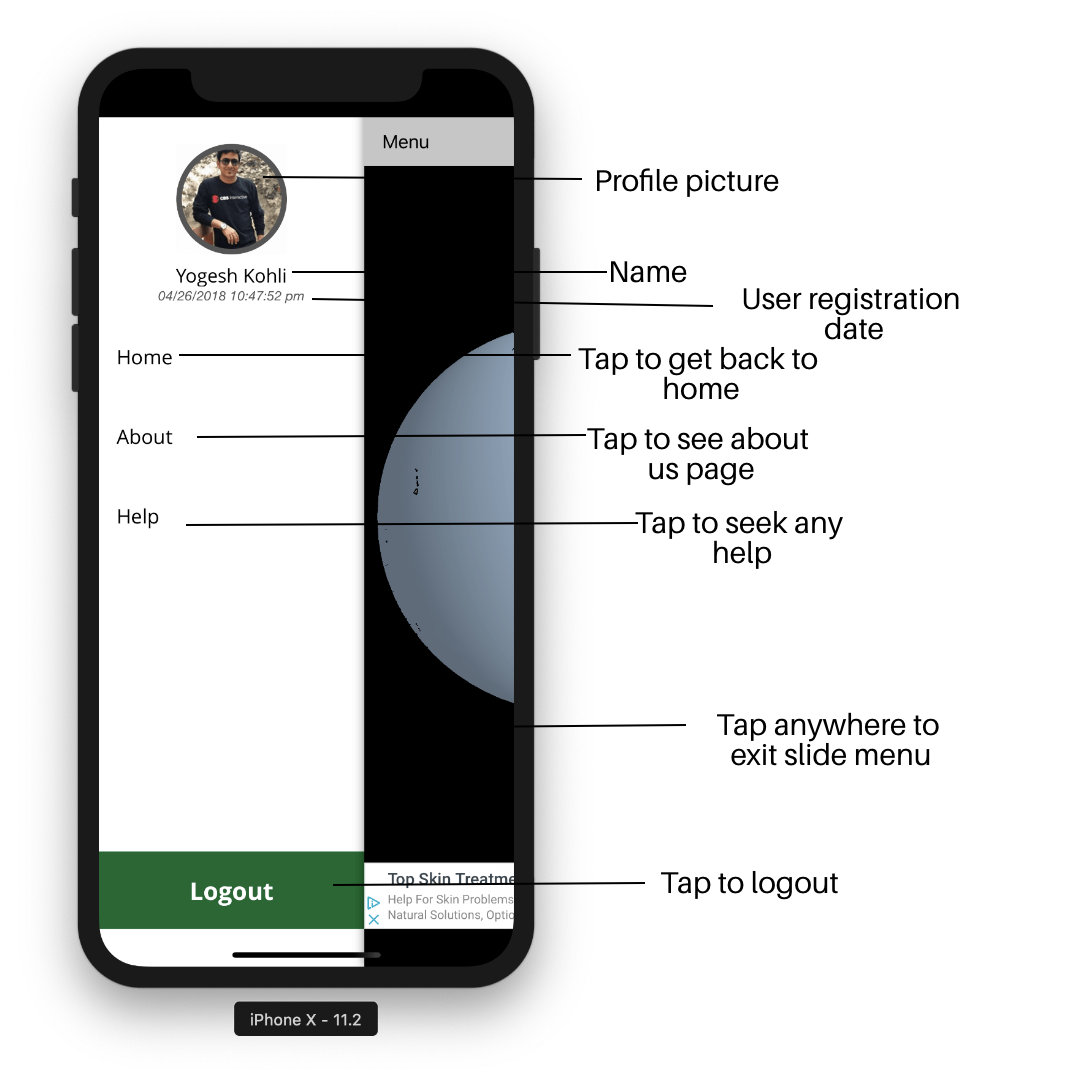 Menu
Profile picture
Yogesh Kohli
Name
04/26/2018 10:47:52 pm
User registration
date
Home
Tap to get back to
home
About
Tap to see about
us page
Help
Tap to seek any
help
Tap anywhere to
exit slide menu
Logout
Tap to logout
Top Skin Treatme
Help For Skin Problems
Natural Solutions, Optio
iPhone X - 11.2